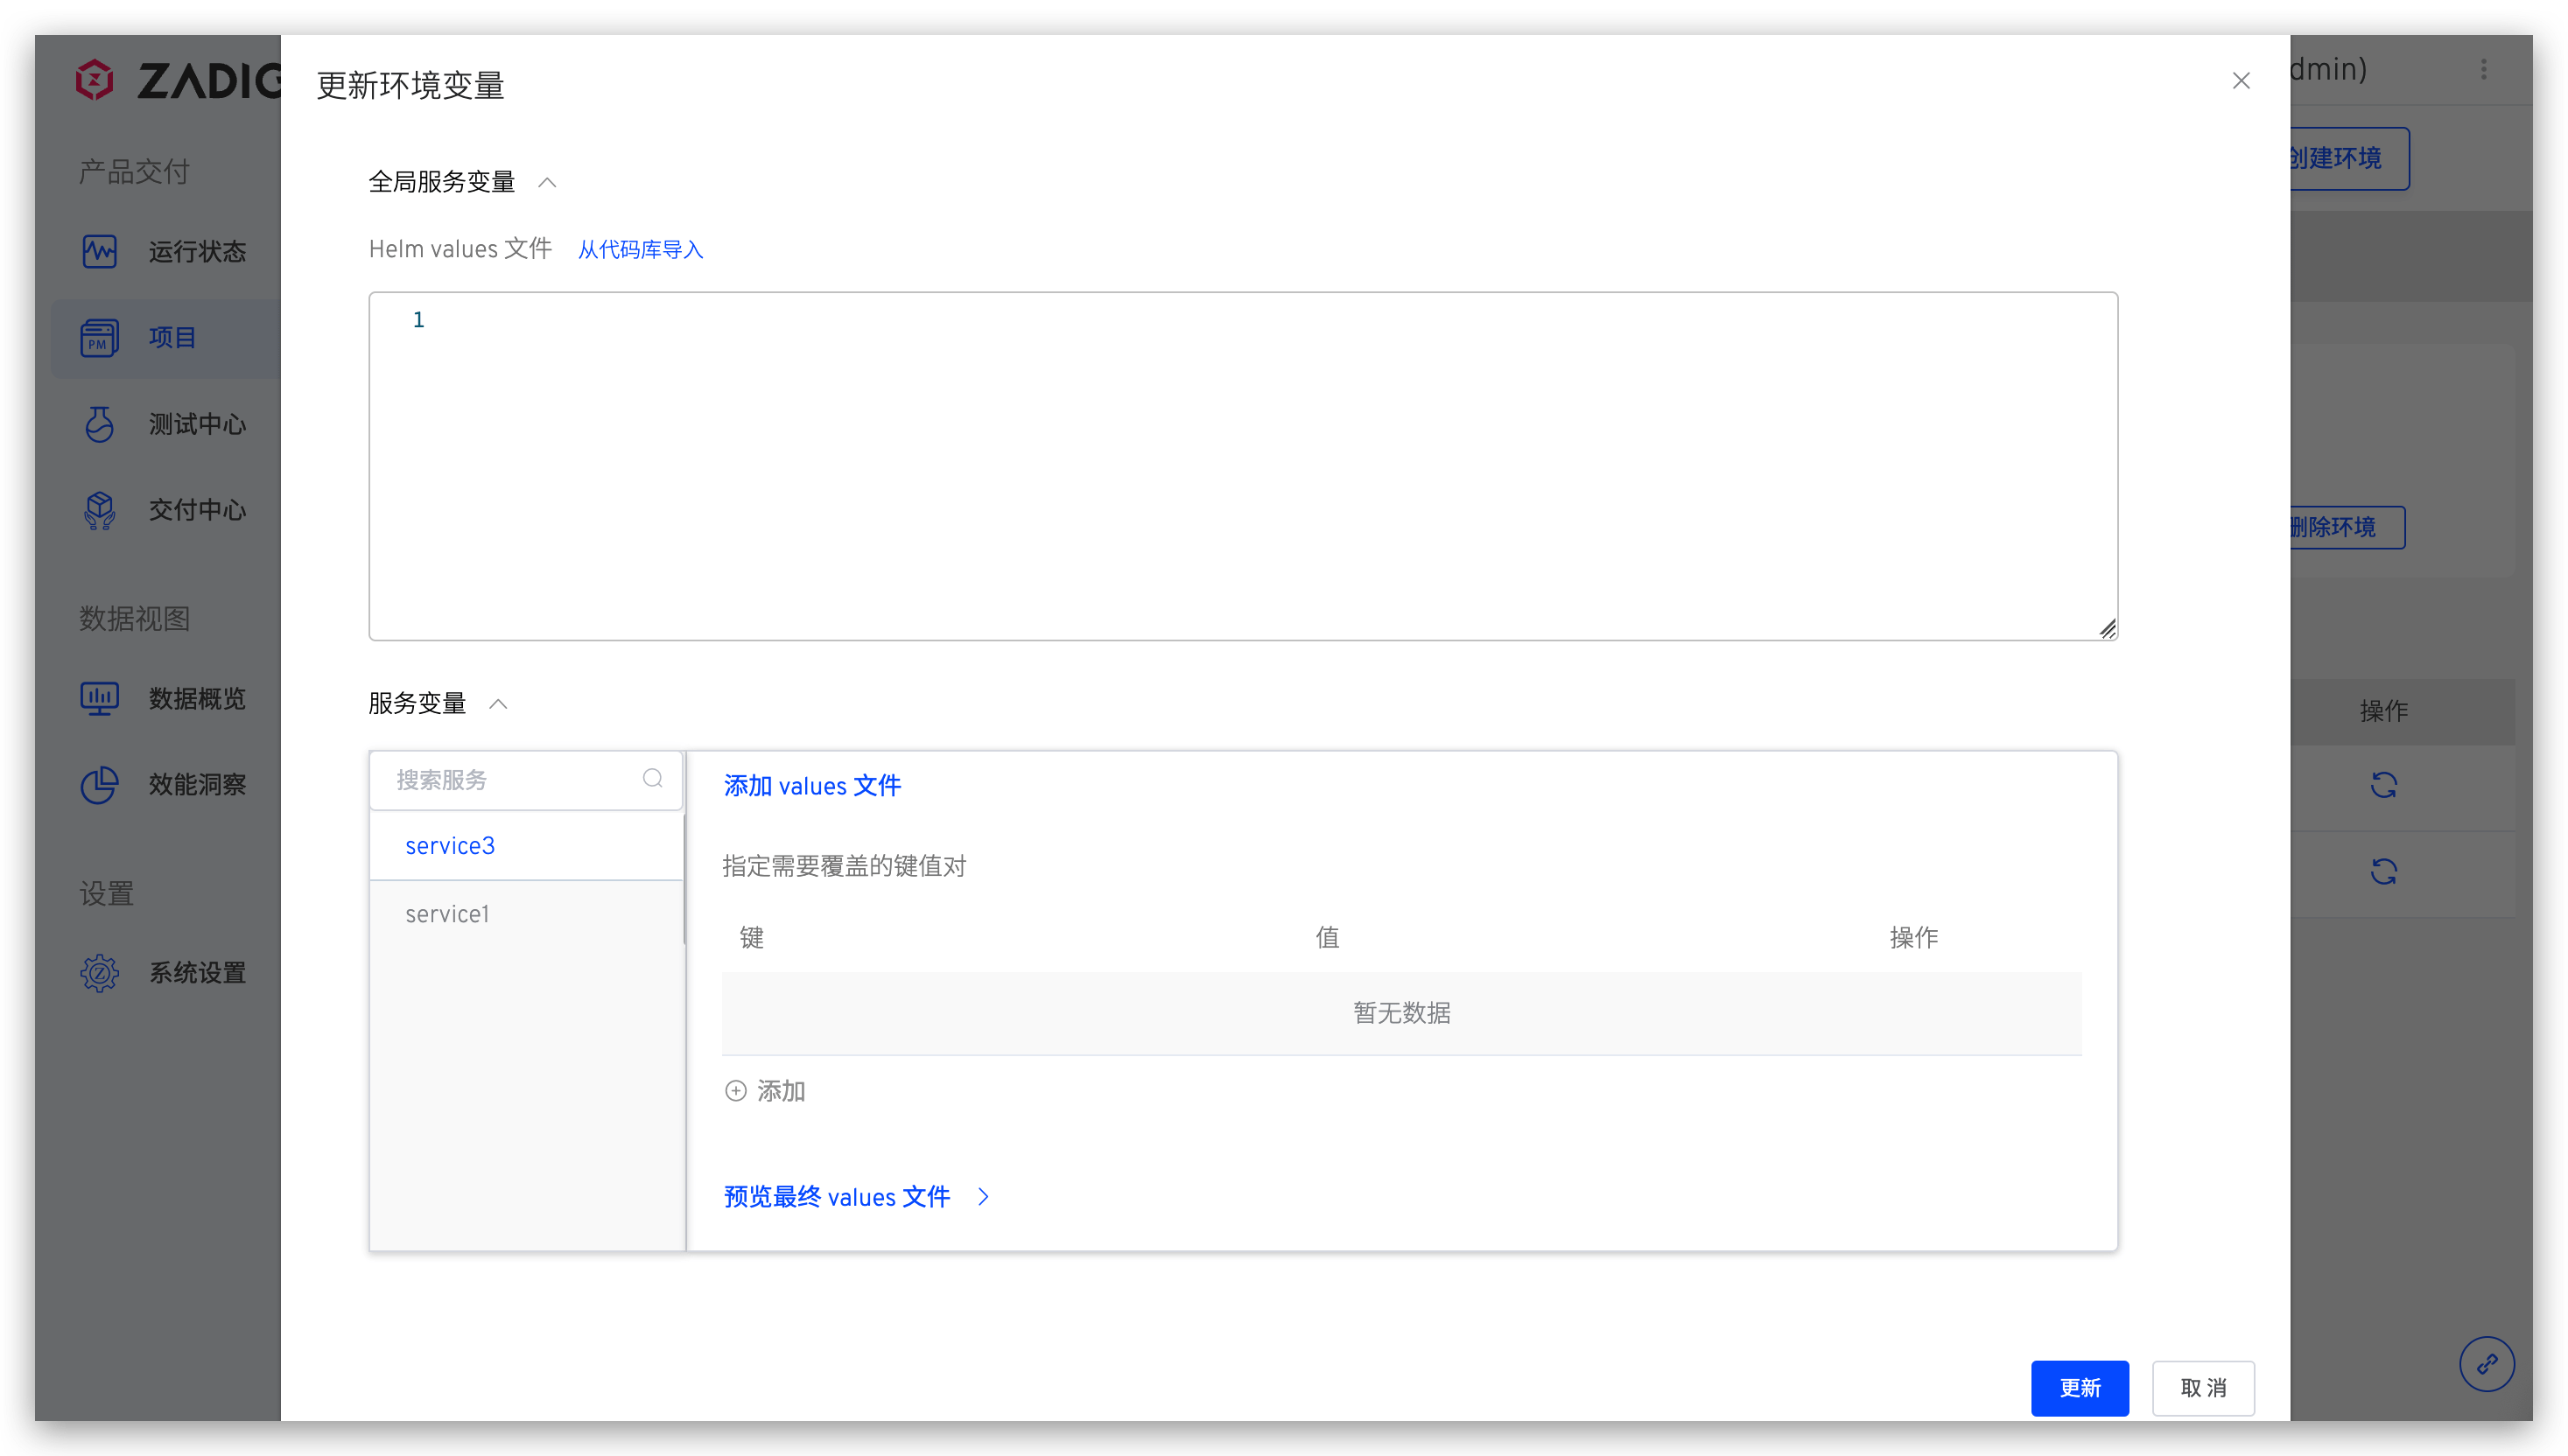 ZADIG
产品交付
运行状态
PM
项目
测试中心
交付中心
数据视图
数据概览
效能洞察
设置
系统设置
更新环境变量
全局服务变量
Helm values 文件 从代码库导入
1
服务变量
搜索服务
service3
service1
添加 values 文件
指定需要覆盖的键值对
键 值 操作
暂无数据
添加
预览最终 values 文件
更新 取消
dmin)
创建环境
删除环境
操作